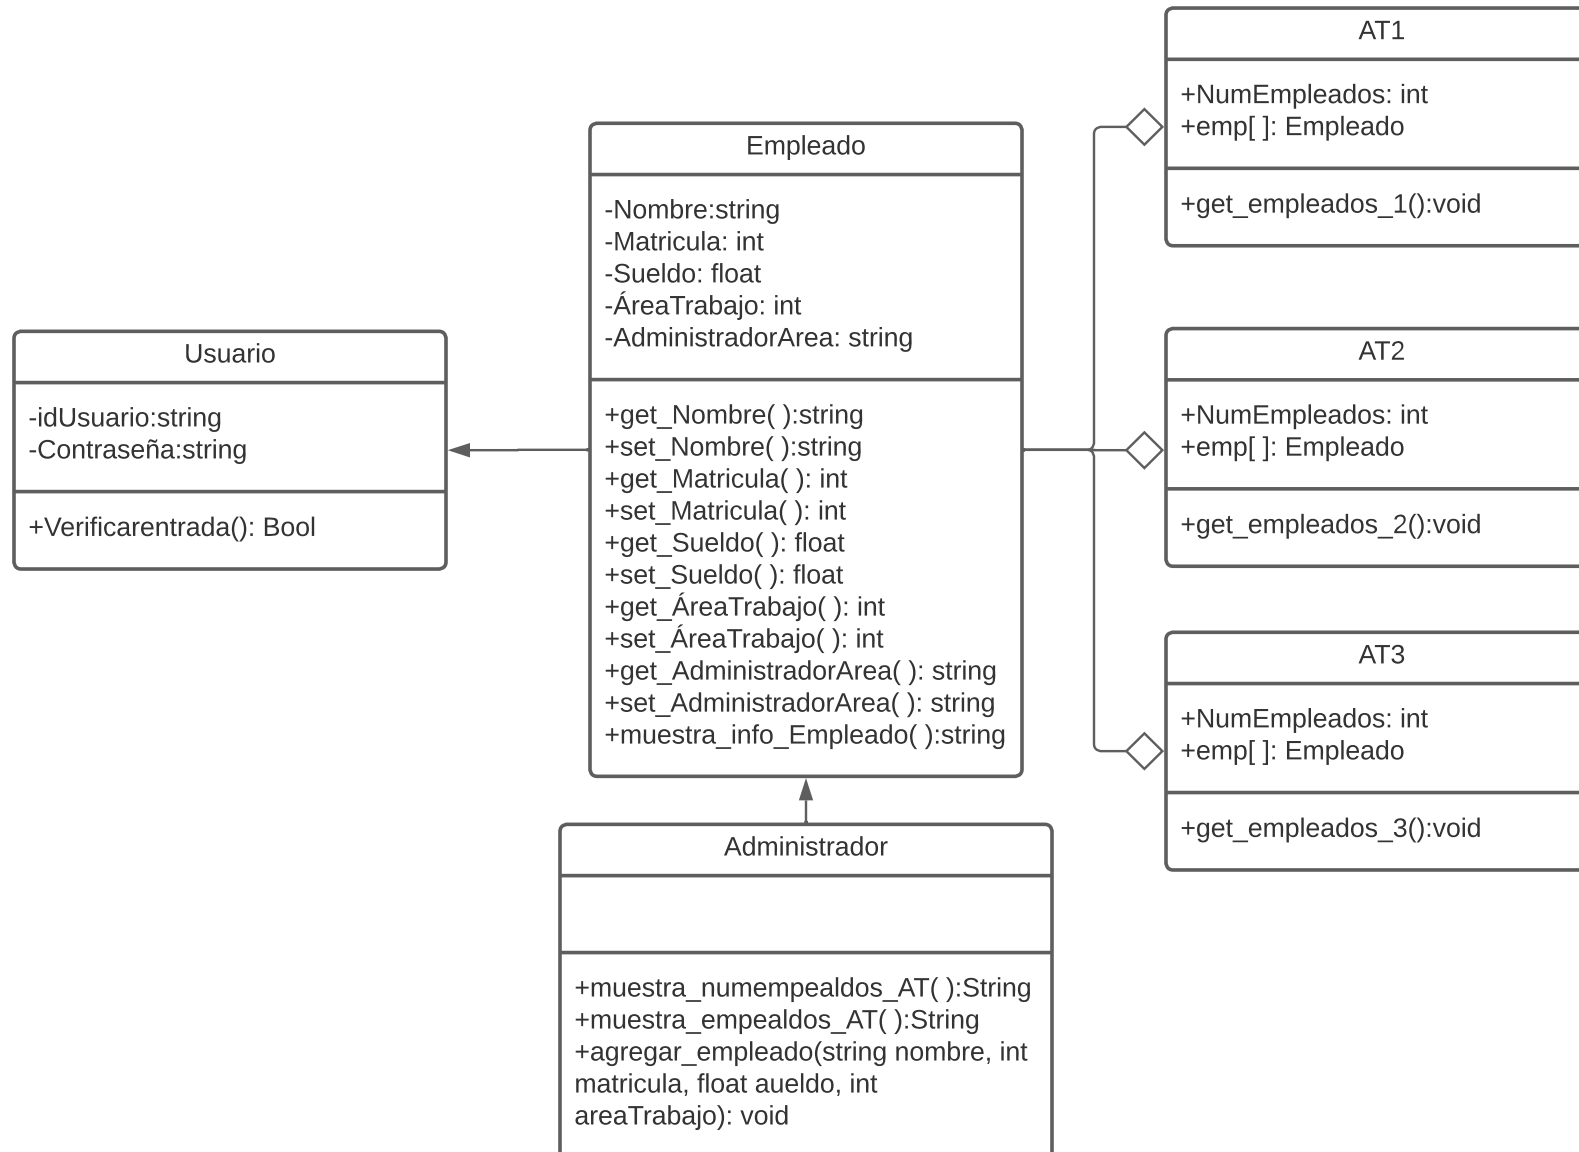 AT1
+NumEmpleados: int
+emp[ ]: Empleado
+get_empleados_1():void
Empleado
-Nombre:string
-Matricula: int
-Sueldo: float
-ÁreaTrabajo: int
-AdministradorArea: string
+get_Nombre( ):string
+set_Nombre( ):string
+get_Matricula( ): int
+set_Matricula( ): int
+get_Sueldo( ): float
+set_Sueldo( ): float
+get_ÁreaTrabajo( ): int
+set_ÁreaTrabajo( ): int
+get_AdministradorArea( ): string
+set_AdministradorArea( ): string
+muestra_info_Empleado( ):string
Usuario
-idUsuario:string
-Contraseña:string
+Verificarentrada(): Bool
AT2
+NumEmpleados: int
+emp[ ]: Empleado
+get_empleados_2():void
AT3
+NumEmpleados: int
+emp[ ]: Empleado
+get_empleados_3():void
Administrador
+muestra_numempealdos_AT( ):String
+muestra_empealdos_AT( ):String
+agregar_empleado(string nombre, int
matricula, float aueldo, int
areaTrabajo): void